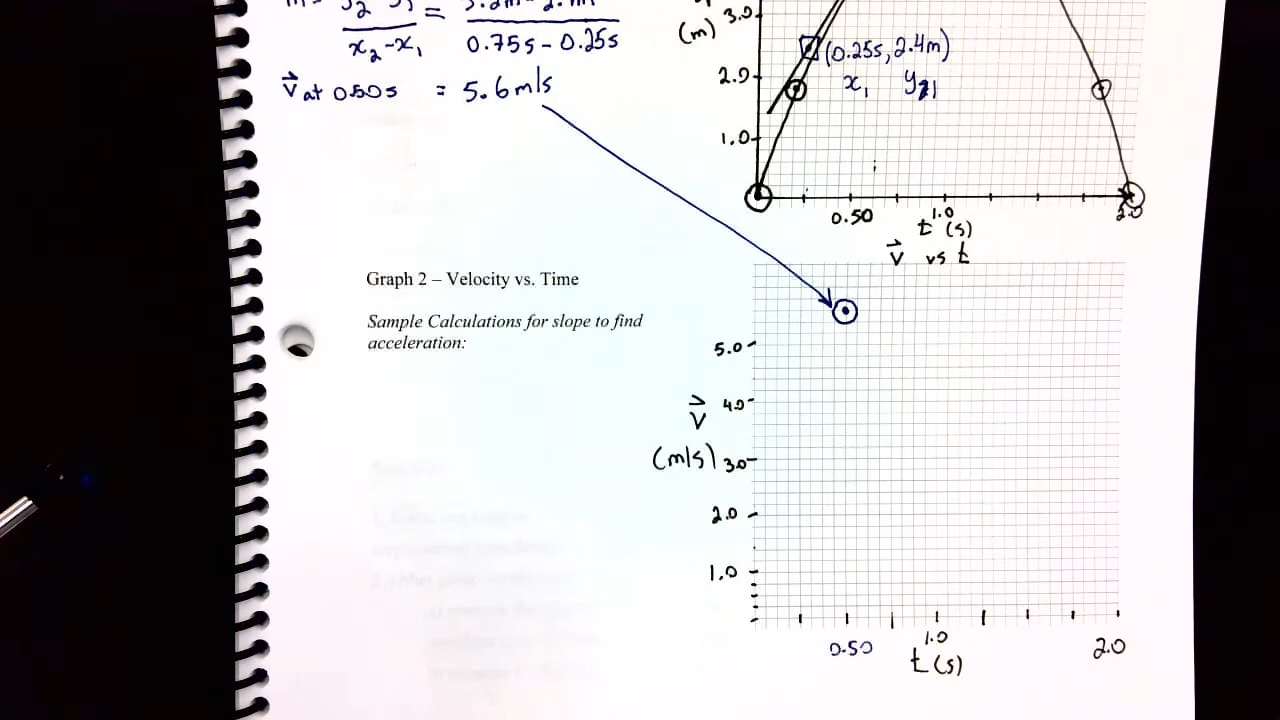 x₂-x₁
0.75s - 0.25s
v⃗ at 0.50s = 5.6m/s
3.0
(m)
(0.25s, 2.4m)
2.0
x₁
1.0
0.50
1.0
2.0
t (s)
v⃗ vs t
Graph 2 – Velocity vs. Time
Sample Calculations for slope to find
acceleration:
5.0
4.0
v⃗
(m/s)
3.0
2.0
1.0
0.50
1.0
2.0
t (s)